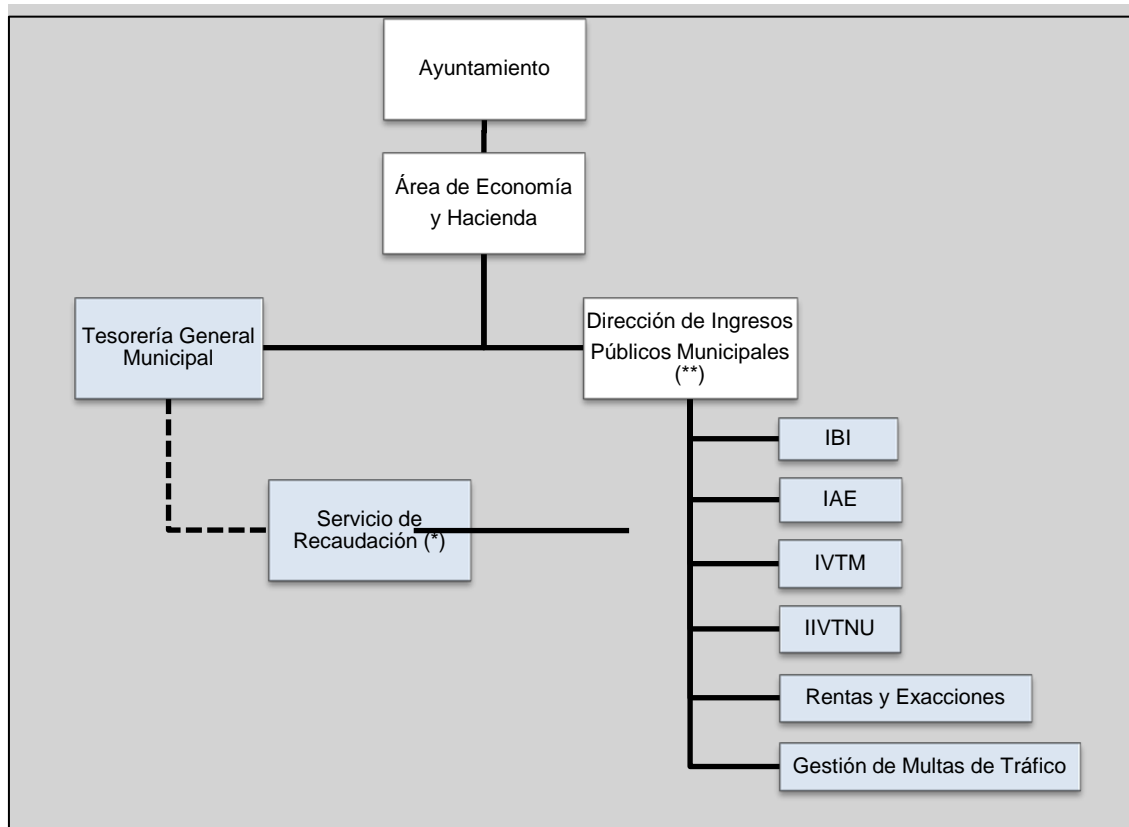 Ayuntamiento
Área de Economía
y Hacienda
Tesorería General
Municipal
Dirección de Ingresos
Públicos Municipales
(**)
Servicio de
Recaudación (*)
IBI
IAE
IVTM
IIVTNU
Rentas y Exacciones
Gestión de Multas de Tráfico